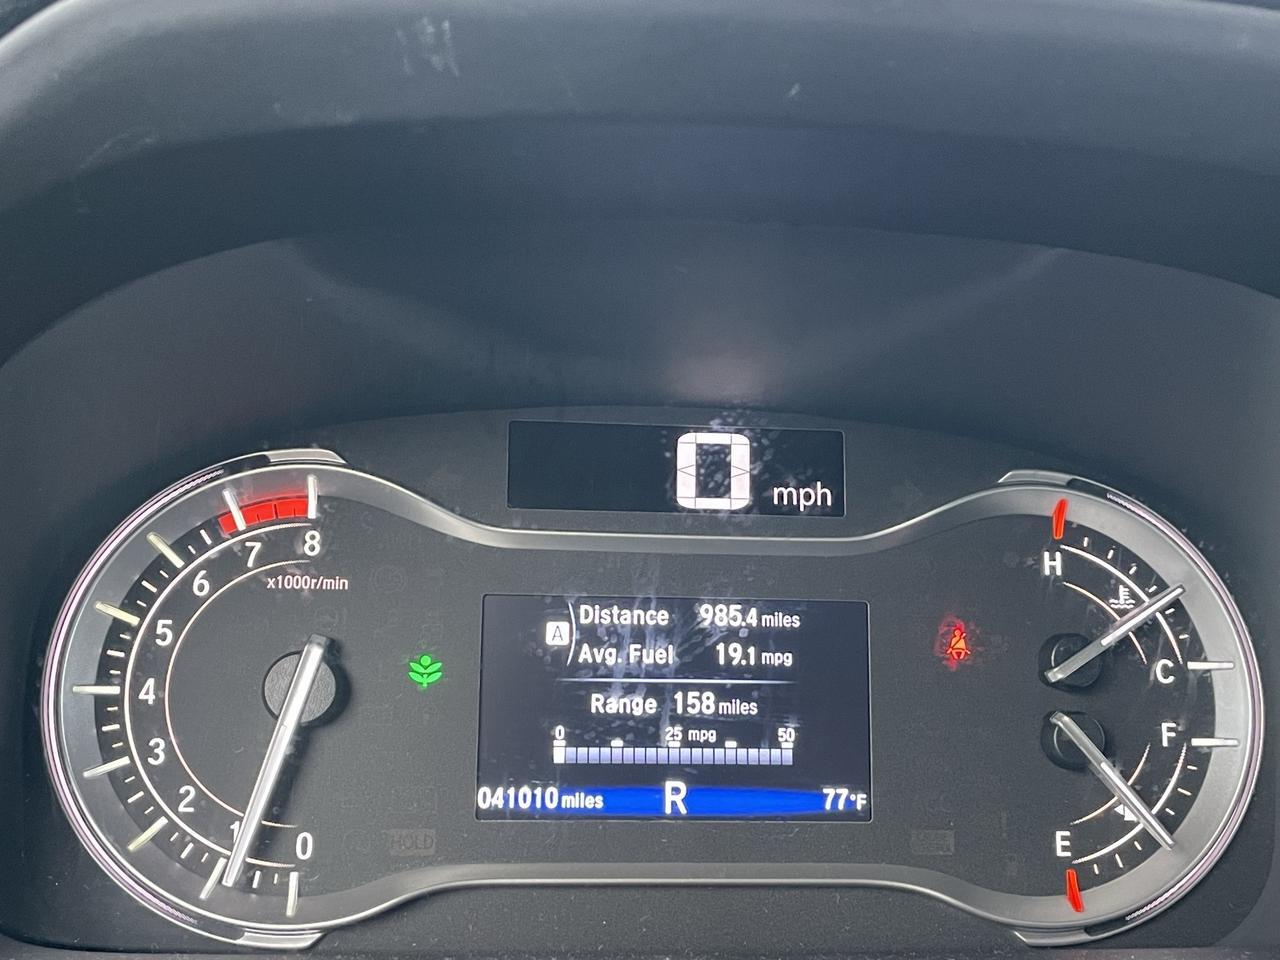 0 mph
8
7
6
5
4
3
2
1
0
x1000r/min
A
Distance 985.4 miles
Avg. Fuel 19.1 mpg
Range 158 miles
0 25 mpg 50
041010 miles R 77°F
HOLD
H
C
F
E